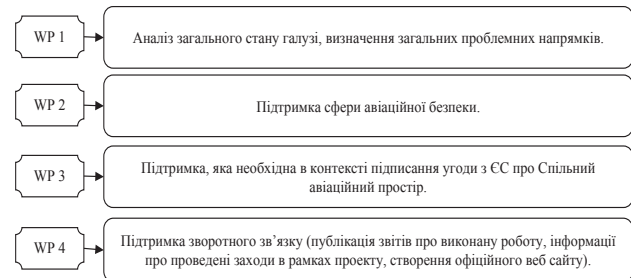 WP 1
Аналіз загального стану галузі, визначення загальних проблемних напрямків.
WP 2
Підтримка сфери авіаційної безпеки.
WP 3
Підтримка, яка необхідна в контексті підписання угоди з ЄС про Спільний
авіаційний простір.
WP 4
Підтримка зворотного зв’язку (публікація звітів про виконану роботу, інформації
про проведені заходи в рамках проекту, створення офіційного веб сайту).